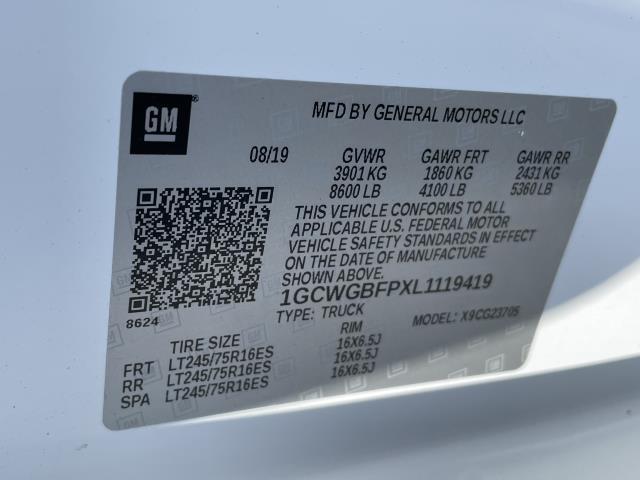 GM®
MFD BY GENERAL MOTORS LLC
08/19 GVWR GAWR FRT GAWR RR
3901 KG 1860 KG 2431 KG
8600 LB 4100 LB 5360 LB
THIS VEHICLE CONFORMS TO ALL
APPLICABLE U.S. FEDERAL MOTOR
VEHICLE SAFETY STANDARDS IN EFFECT
ON THE DATE OF MANUFACTURE
SHOWN ABOVE.
1GCWGBFPXL1119419
TYPE: TRUCK MODEL: X9CG23705
8624
TIRE SIZE RIM
FRT LT245/75R16ES 16X6.5J
RR LT245/75R16ES 16X6.5J
SPA LT245/75R16ES 16X6.5J